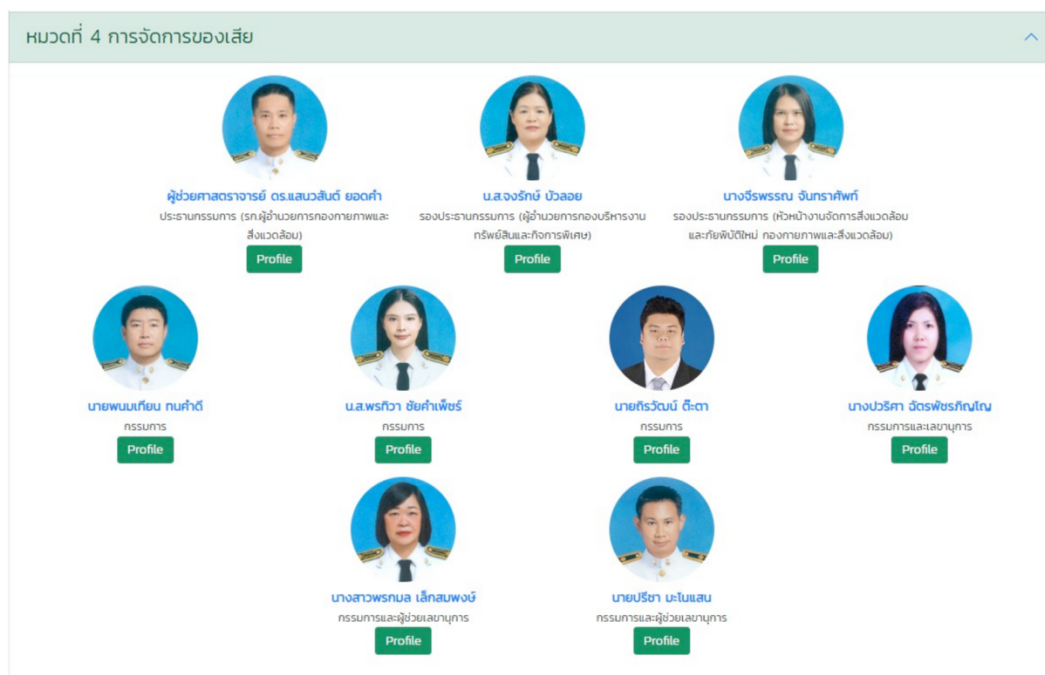 หมวดที่ 4 การจัดการของเสีย
ผู้ช่วยศาสตราจารย์ ดร.แสนวสันต์ ยอดคำ
ประธานกรรมการ (รก.ผู้อำนวยการกองกายภาพและ
สิ่งแวดล้อม)
Profile
น.ส.จงรักษ์ บัวลอย
รองประธานกรรมการ (ผู้อำนวยการกองบริหารงาน
ทรัพย์สินและกิจการพิเศษ)
Profile
นางจีรพรรณ จันทราศัพท์
รองประธานกรรมการ (หัวหน้างานจัดการสิ่งแวดล้อม
และภัยพิบัติใหม่ กองกายภาพและสิ่งแวดล้อม)
Profile
นายพนมเทียน ทนคำดี
กรรมการ
Profile
น.ส.พรทิวา ชัยคำเพ็ชร์
กรรมการ
Profile
นายถิรวัฒน์ ต๊ะตา
กรรมการ
Profile
นางปวริศา ฉัตรพัชรภิญโญ
กรรมการและเลขานุการ
Profile
นางสาวพรกมล เล็กสมพงษ์
กรรมการและผู้ช่วยเลขานุการ
Profile
นายปรีชา มะโนแสน
กรรมการและผู้ช่วยเลขานุการ
Profile